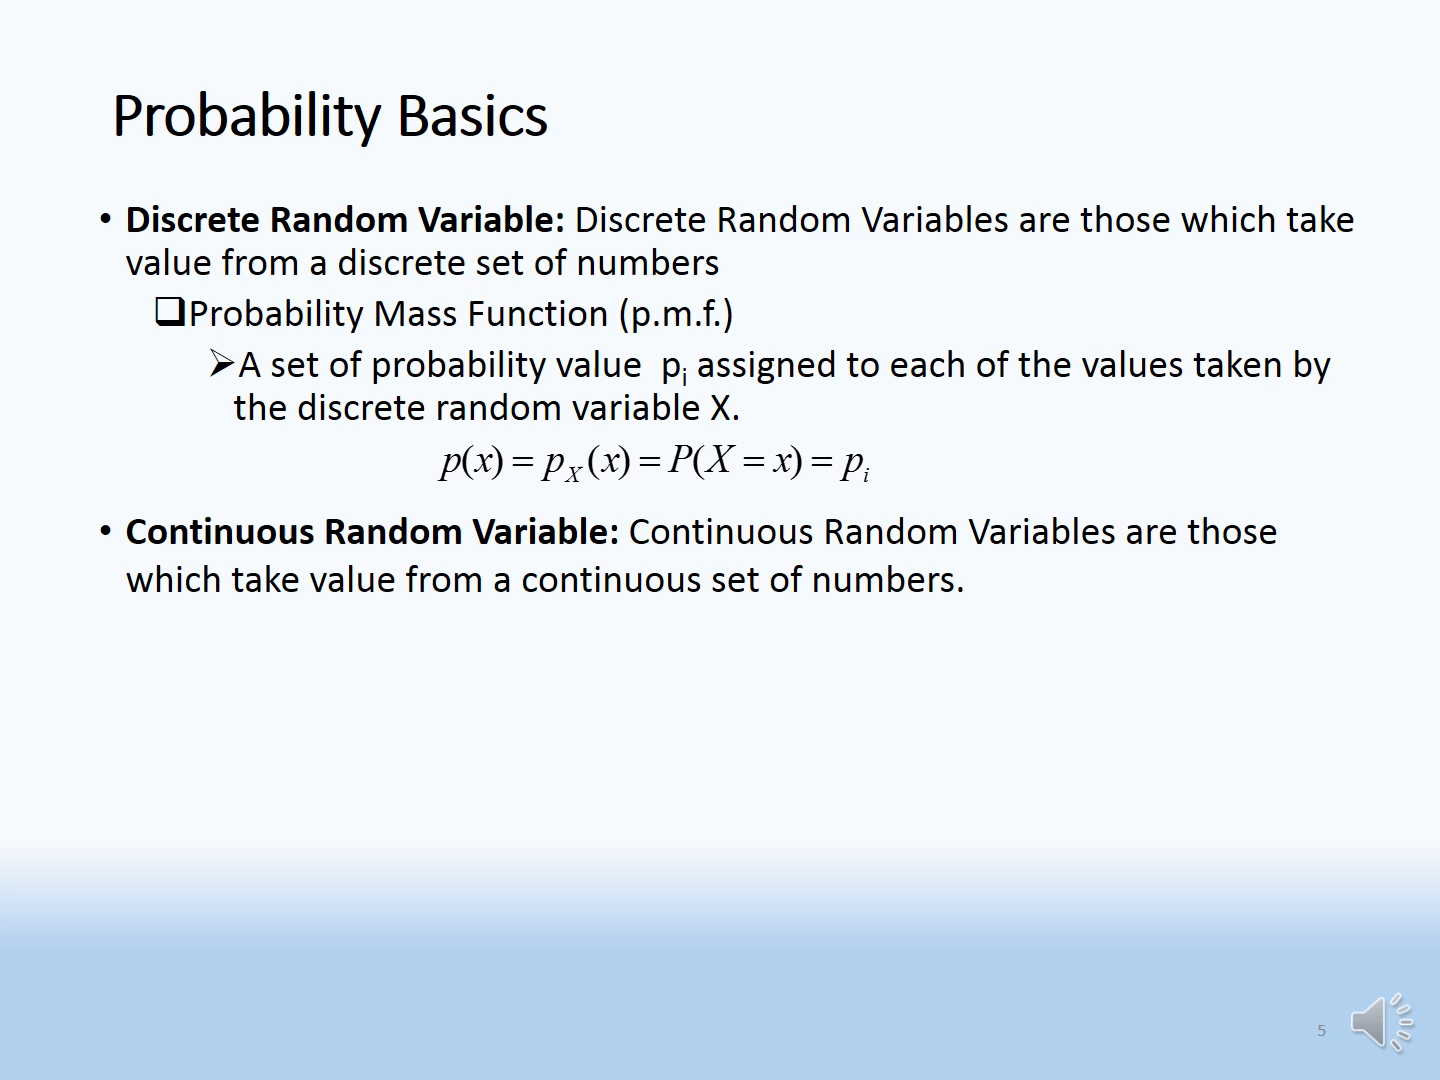 Probability Basics
• Discrete Random Variable: Discrete Random Variables are those which take
value from a discrete set of numbers
❑Probability Mass Function (p.m.f.)
➢A set of probability value  pᵢ assigned to each of the values taken by
the discrete random variable X.
p(x) = p_X(x) = P(X = x) = p_i
• Continuous Random Variable: Continuous Random Variables are those
which take value from a continuous set of numbers.
5